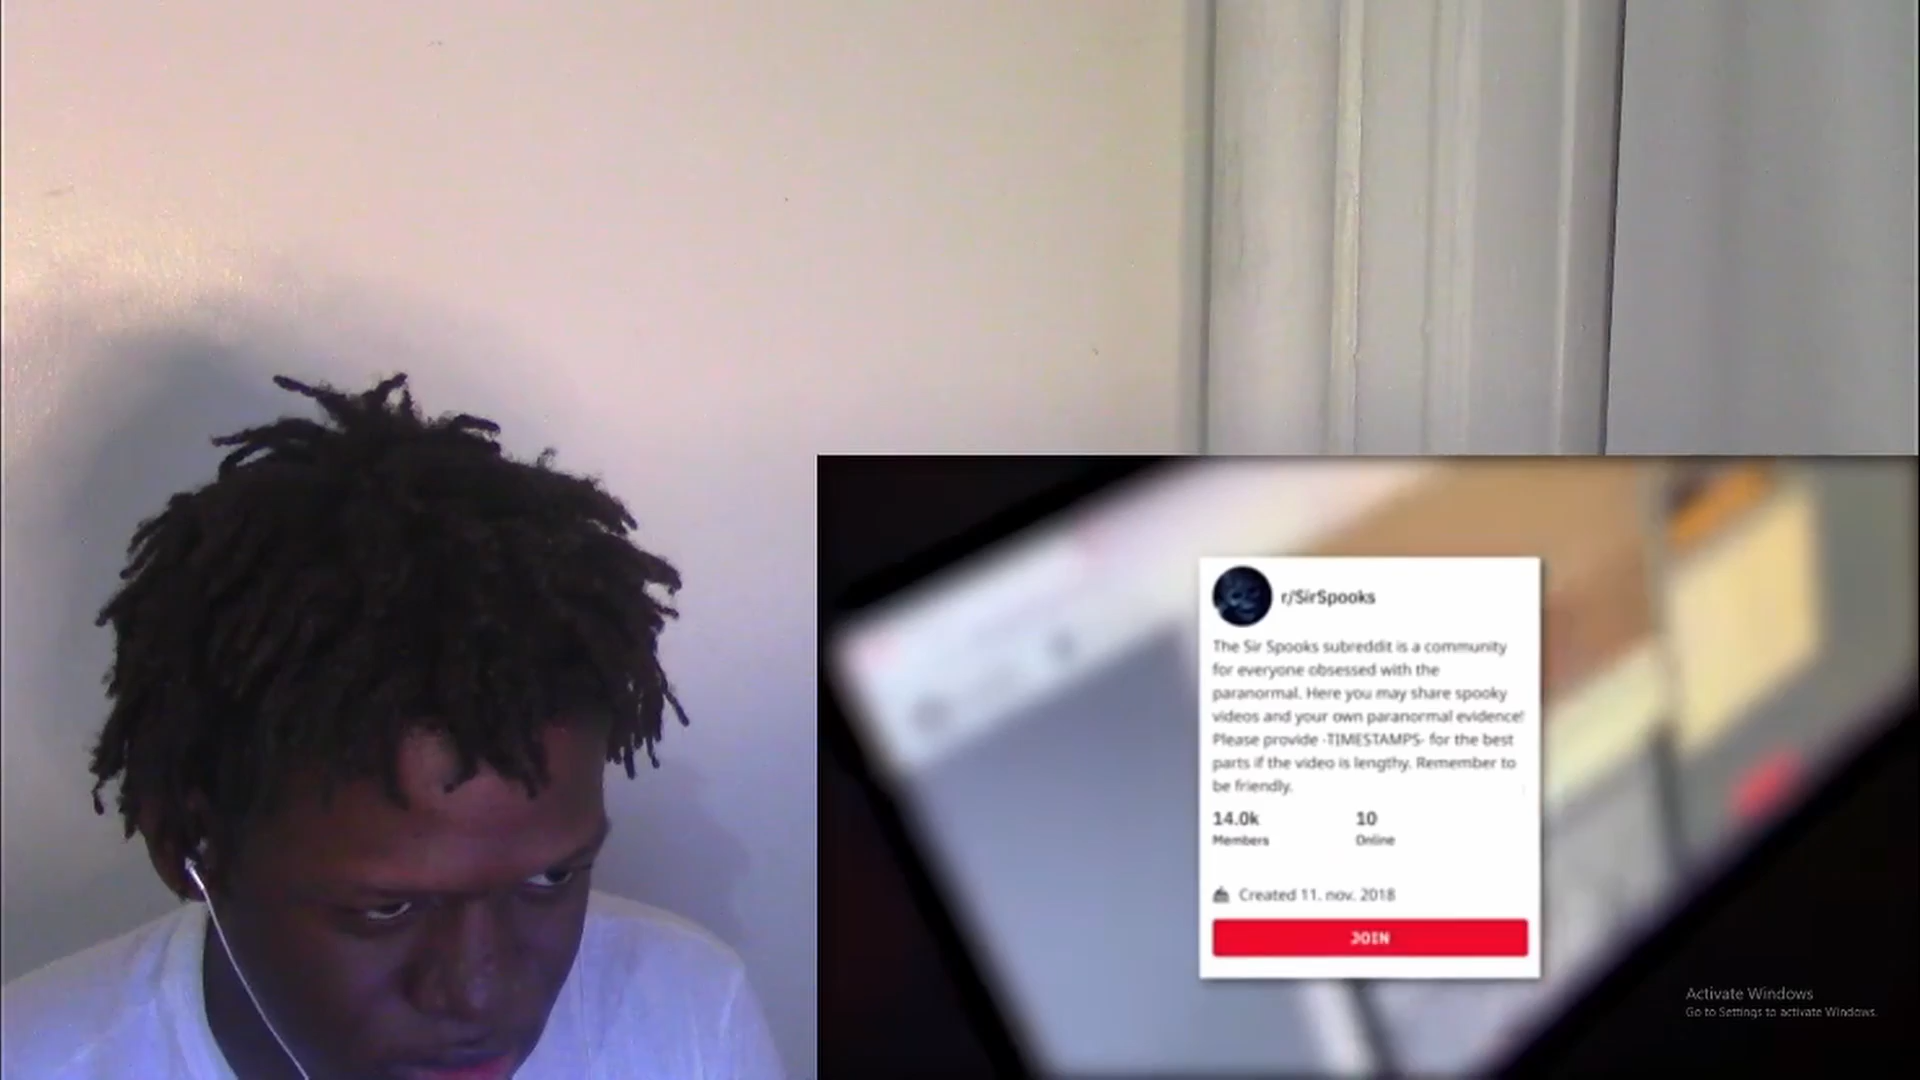 r/SirSpooks
The Sir Spooks subreddit is a community
for everyone obsessed with the
paranormal. Here you may share spooky
videos and your own paranormal evidence!
Please provide -TIMESTAMPS- for the best
parts if the video is lengthy. Remember to
be friendly.
14.0k 10
Members Online
Created 11. nov. 2018
JOIN
Activate Windows
Go to Settings to activate Windows.